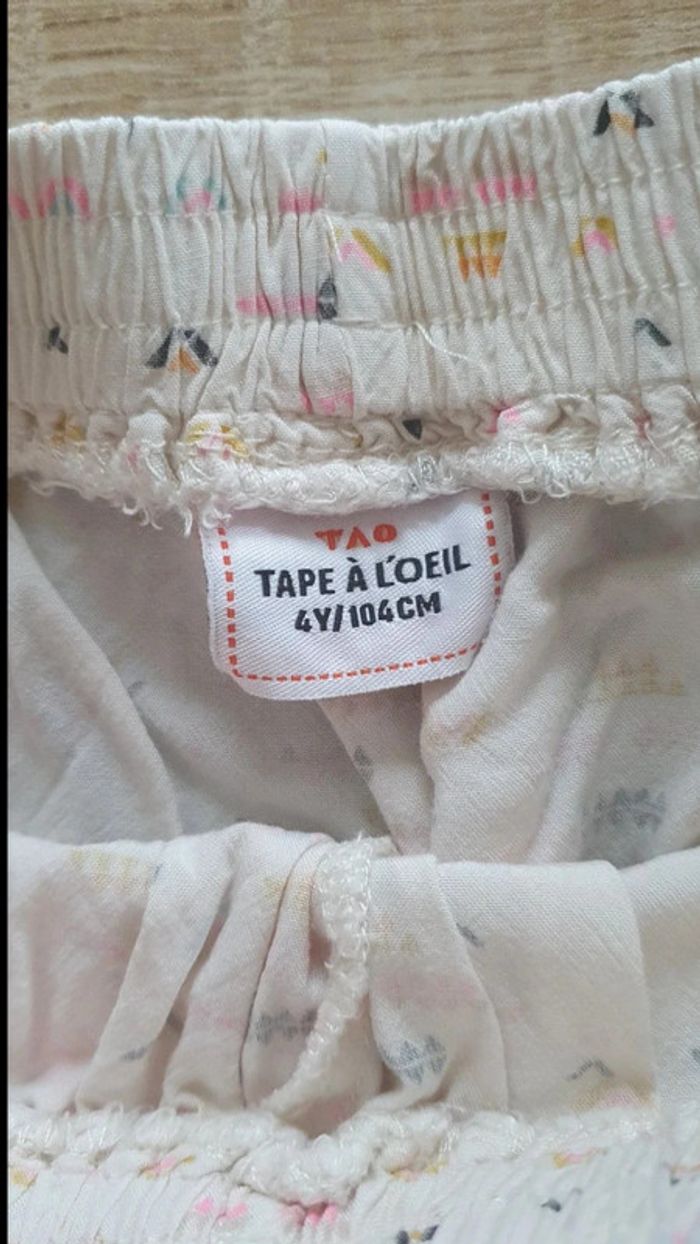 TAO
TAPE À L'OEIL
4Y/104CM